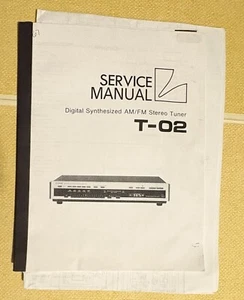 SERVICE
MANUAL
Digital Synthesized AM/FM Stereo Tuner
T-02